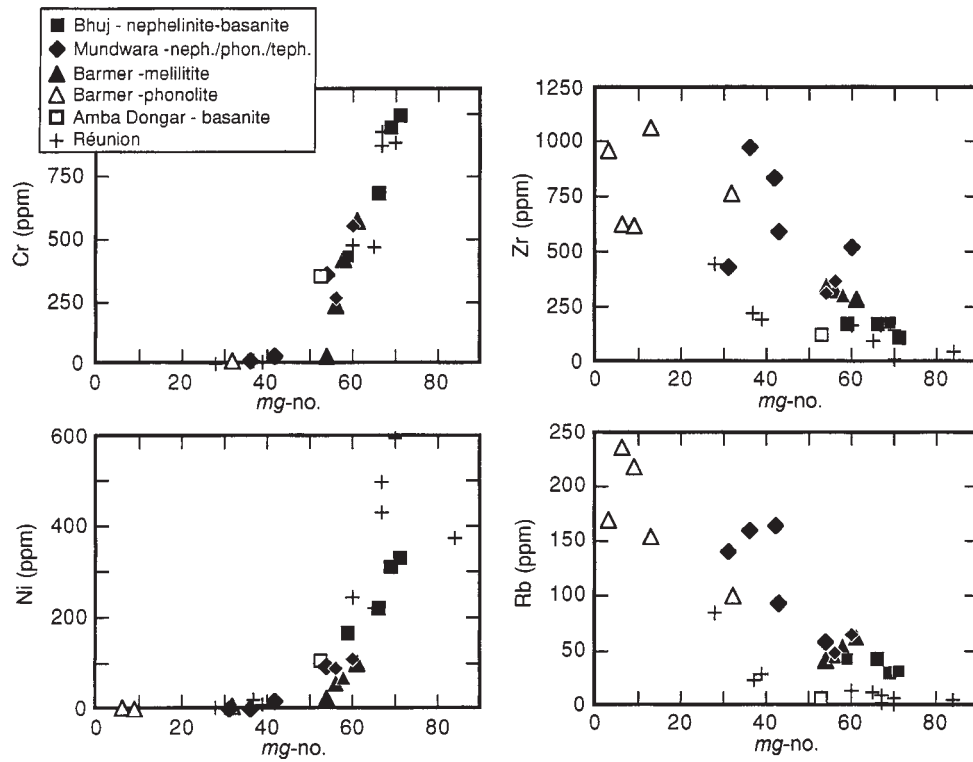 Bhuj - nephelinite-basanite
Mundwara -neph./phon./teph.
Barmer -melilitite
Barmer -phonolite
Amba Dongar - basanite
Réunion
Cr (ppm)
750
500
250
0
0 20 40 60 80
mg-no.
Zr (ppm)
1250
1000
750
500
250
0
0 20 40 60 80
mg-no.
Ni (ppm)
600
400
200
0
0 20 40 60 80
mg-no.
Rb (ppm)
250
200
150
100
50
0
0 20 40 60 80
mg-no.